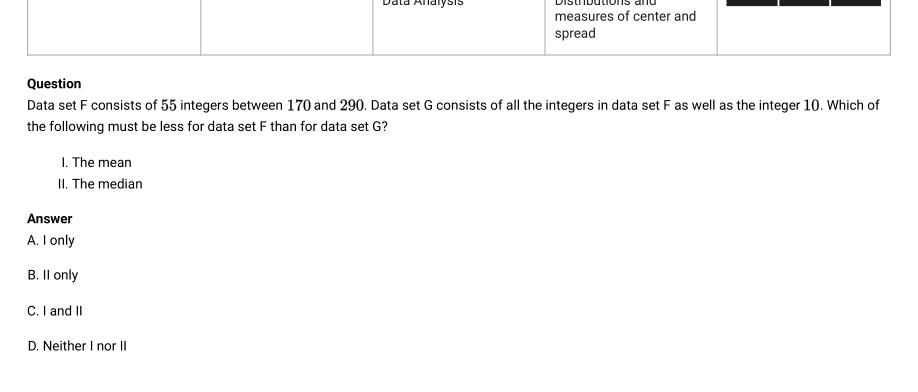 Data Analysis
Distributions and
measures of center and
spread
Question
Data set F consists of 55 integers between 170 and 290. Data set G consists of all the integers in data set F as well as the integer 10. Which of
the following must be less for data set F than for data set G?
I. The mean
II. The median
Answer
A. I only
B. II only
C. I and II
D. Neither I nor II